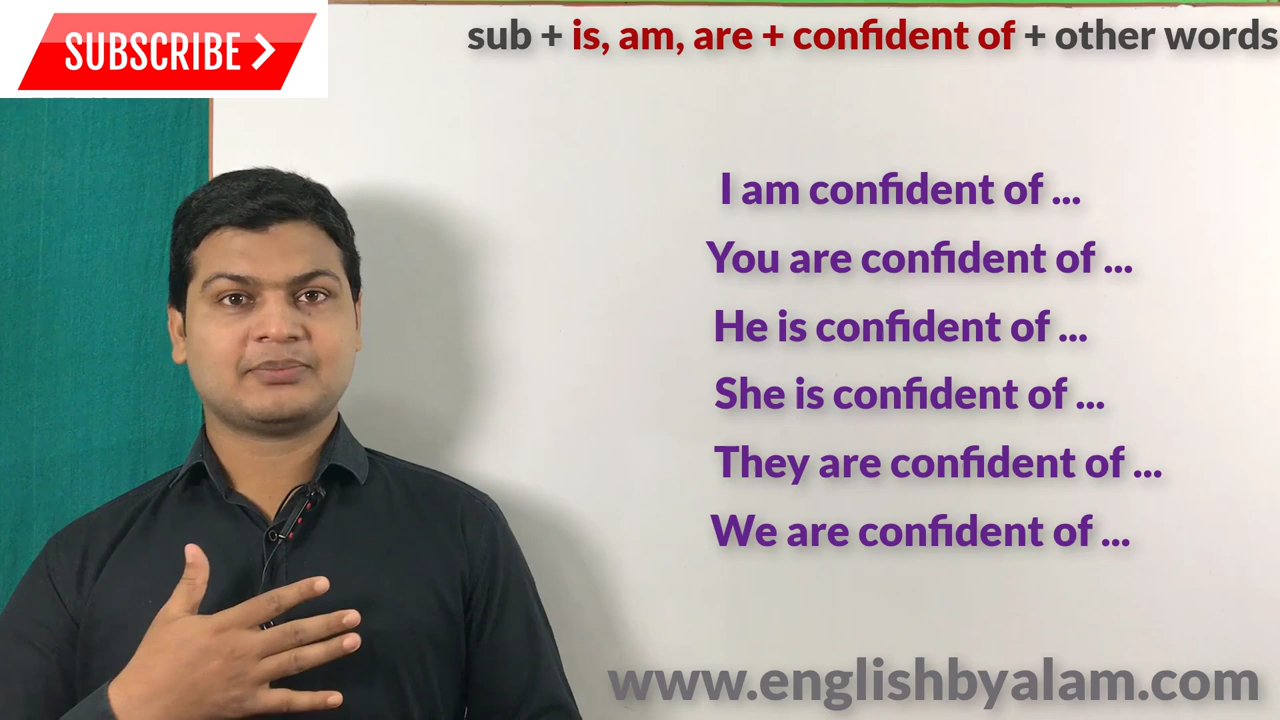 SUBSCRIBE
sub + is, am, are + confident of + other words
I am confident of ...
You are confident of ...
He is confident of ...
She is confident of ...
They are confident of ...
We are confident of ...
www.englishbyalam.com